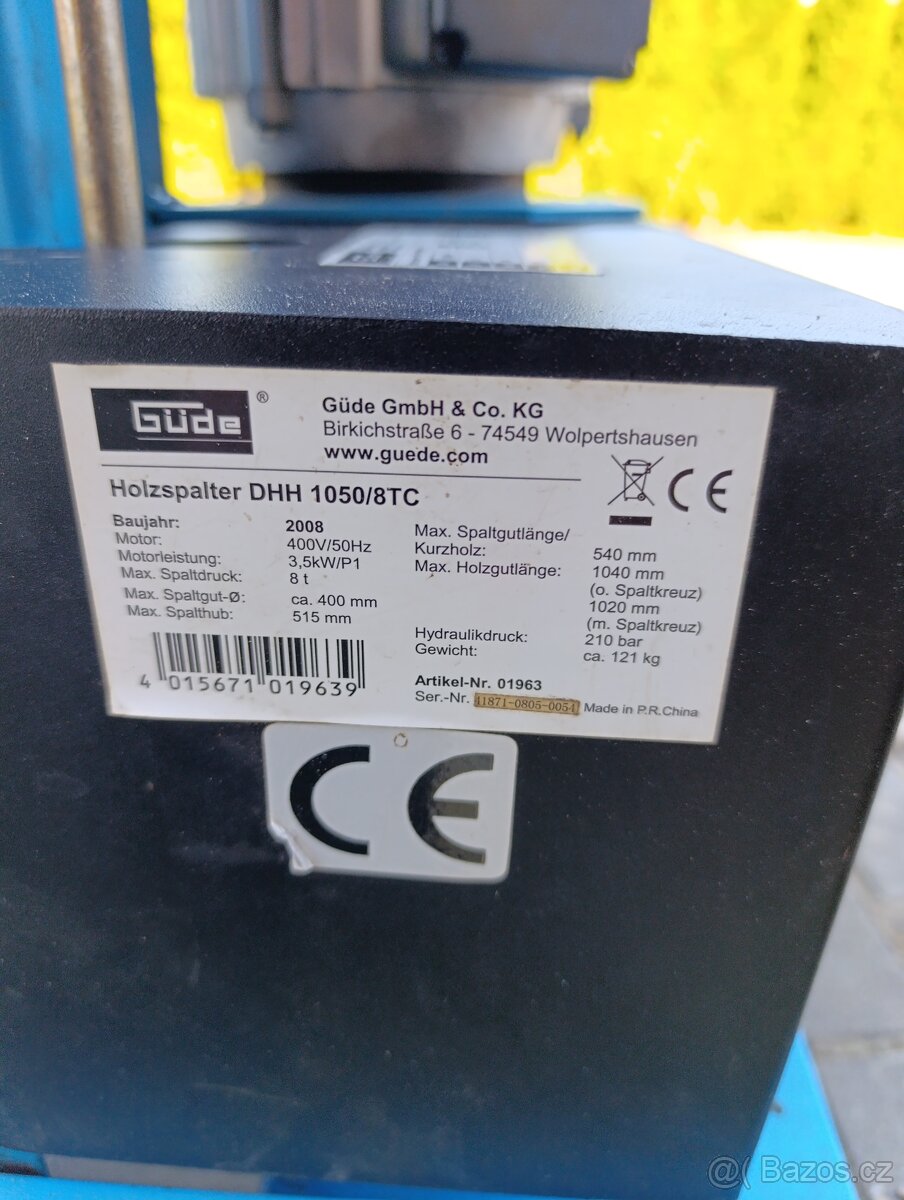 Güde ®
Güde GmbH & Co. KG
Birkichstraße 6 - 74549 Wolpertshausen
www.guede.com
CE
Holzspalter DHH 1050/8TC
Baujahr: 2008
Motor: 400V/50Hz
Motorleistung: 3,5kW/P1
Max. Spaltdruck: 8 t
Max. Spaltgut-Ø: ca. 400 mm
Max. Spalthub: 515 mm
Max. Spaltgutlänge/
Kurzholz: 540 mm
Max. Holzgutlänge: 1040 mm
(o. Spaltkreuz)
1020 mm
(m. Spaltkreuz)
Hydraulikdruck: 210 bar
Gewicht: ca. 121 kg
4 015671 019639
Artikel-Nr. 01963
Ser.-Nr. 41871-0805-0054 Made in P.R.China
CE
@( Bazos.cz